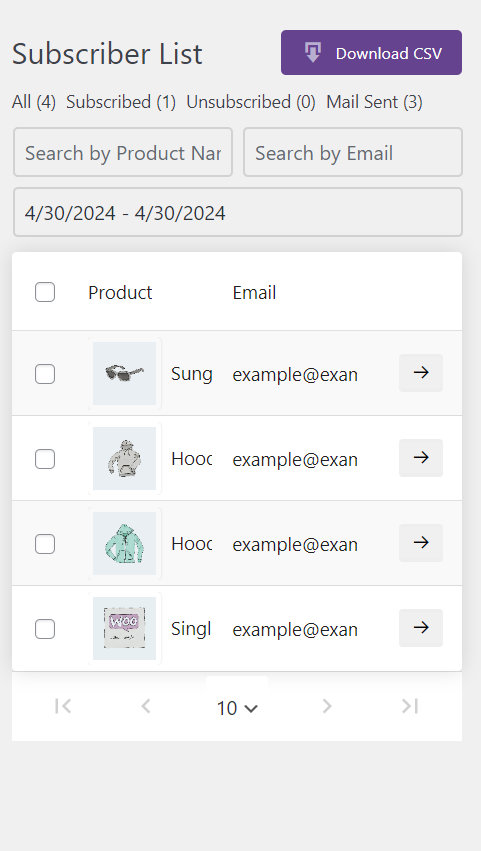 Subscriber List
Download CSV
All (4) Subscribed (1) Unsubscribed (0) Mail Sent (3)
Search by Product Nar
Search by Email
4/30/2024 - 4/30/2024
Product Email
Sung example@exan
Hooc example@exan
Hooc example@exan
WOO
Singl example@exan
10